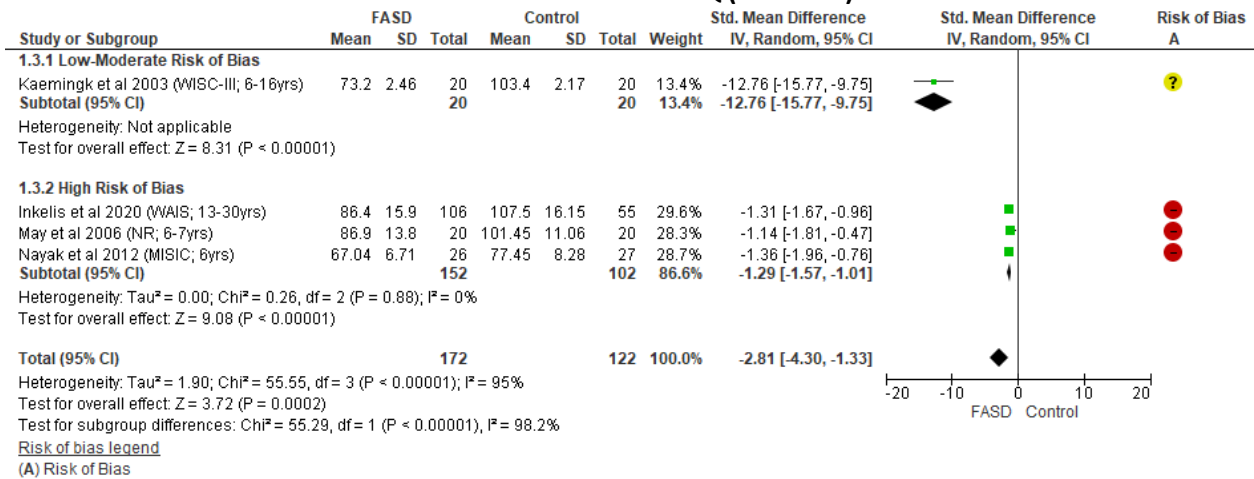 FASD Control Std. Mean Difference Std. Mean Difference Risk of Bias
Study or Subgroup Mean SD Total Mean SD Total Weight IV, Random, 95% CI IV, Random, 95% CI A
1.3.1 Low-Moderate Risk of Bias
Kaemingk et al 2003 (WISC-III; 6-16yrs) 73.2 2.46 20 103.4 2.17 20 13.4% -12.76 [-15.77, -9.75] ?
Subtotal (95% CI) 20 20 13.4% -12.76 [-15.77, -9.75]
Heterogeneity: Not applicable
Test for overall effect: Z = 8.31 (P < 0.00001)
1.3.2 High Risk of Bias
Inkelis et al 2020 (WAIS; 13-30yrs) 86.4 15.9 106 107.5 16.15 55 29.6% -1.31 [-1.67, -0.96]
May et al 2006 (NR; 6-7yrs) 86.9 13.8 20 101.45 11.06 20 28.3% -1.14 [-1.81, -0.47]
Nayak et al 2012 (MISIC; 6yrs) 67.04 6.71 26 77.45 8.28 27 28.7% -1.36 [-1.96, -0.76]
Subtotal (95% CI) 152 102 86.6% -1.29 [-1.57, -1.01]
Heterogeneity: Tau² = 0.00; Chi² = 0.26, df = 2 (P = 0.88); I² = 0%
Test for overall effect: Z = 9.08 (P < 0.00001)
Total (95% CI) 172 122 100.0% -2.81 [-4.30, -1.33]
Heterogeneity: Tau² = 1.90; Chi² = 55.55, df = 3 (P < 0.00001); I² = 95%
Test for overall effect: Z = 3.72 (P = 0.0002)
Test for subgroup differences: Chi² = 55.29, df = 1 (P < 0.00001), I² = 98.2%
-20 -10 0 10 20
FASD Control
Risk of bias legend
(A) Risk of Bias